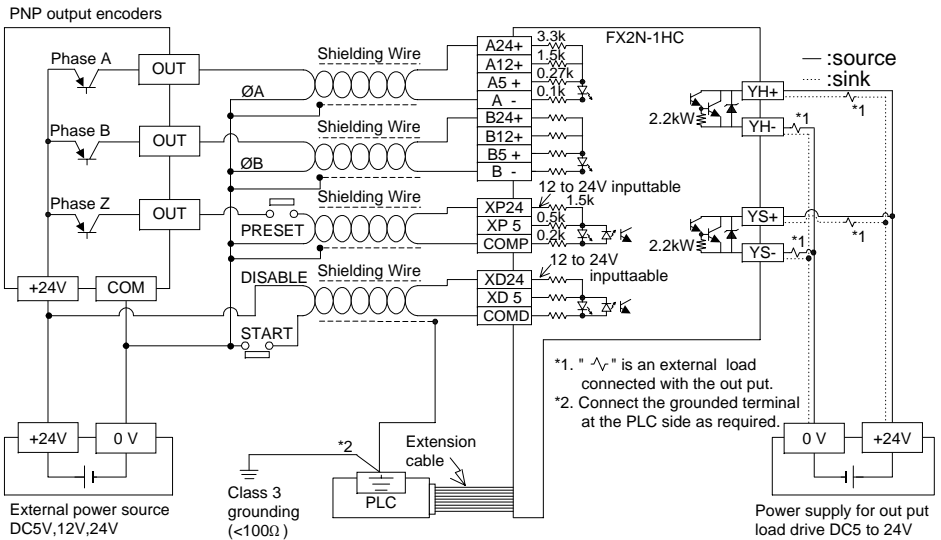 PNP output encoders
Phase A
OUT
Phase B
OUT
Phase Z
OUT
+24V
COM
ØA
ØB
Shielding Wire
Shielding Wire
Shielding Wire
Shielding Wire
PRESET
DISABLE
START
A24+
A12+
A5 +
A -
B24+
B12+
B5 +
B -
XP24
XP 5
COMP
XD24
XD 5
COMD
3.3k
1.5k
0.27k
0.1k
12 to 24V inputtable
1.5k
0.5k
0.2k
12 to 24V
inputtaable
FX2N-1HC
:source
:sink
YH+
YH-
2.2kW
*1
*1
YS+
YS-
2.2kW
*1
*1
*1. " " is an external load
connected with the out put.
*2. Connect the grounded terminal
at the PLC side as required.
+24V
0 V
External power source
DC5V,12V,24V
*2
Class 3
grounding
(<100Ω )
PLC
Extension
cable
0 V
+24V
Power supply for out put
load drive DC5 to 24V